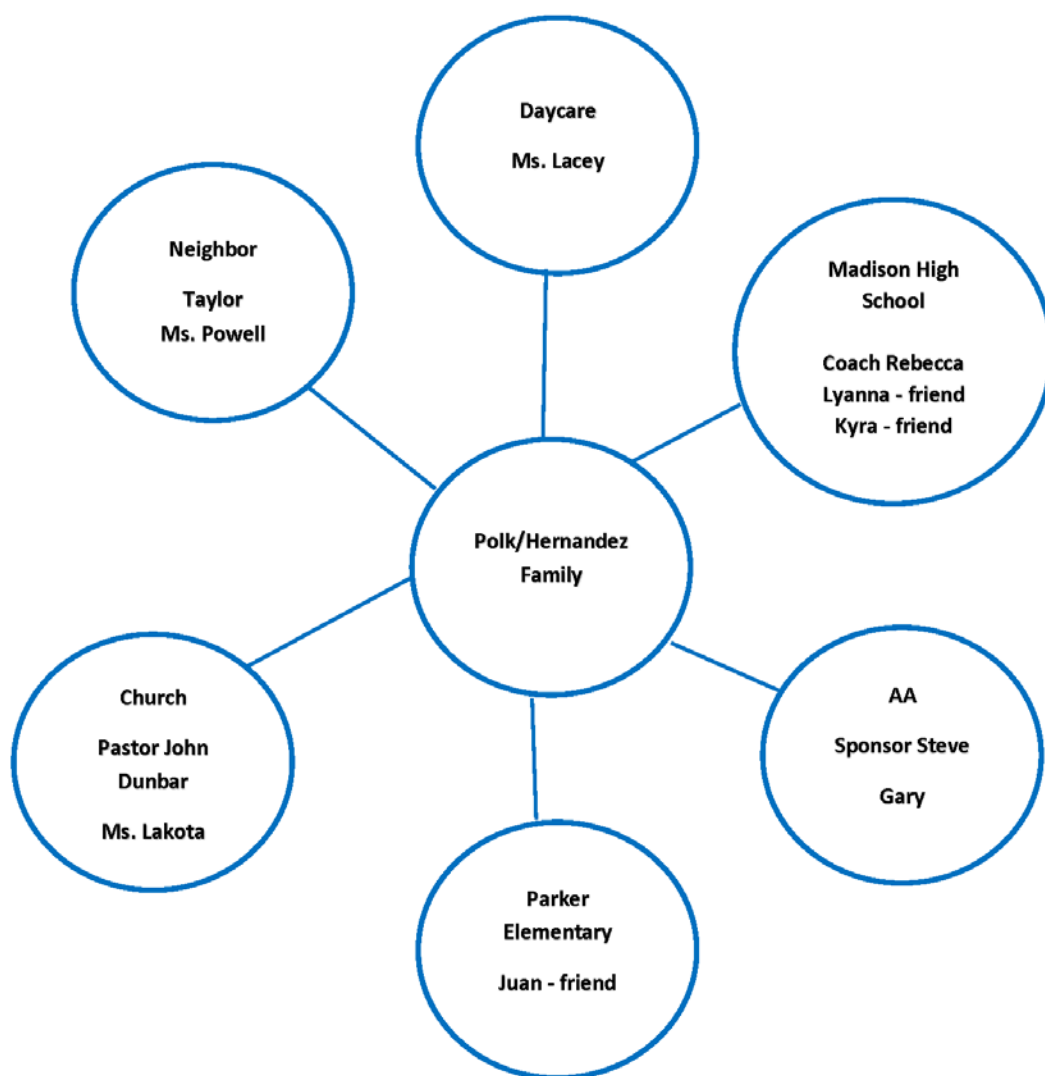 Daycare
Ms. Lacey
Neighbor
Taylor
Ms. Powell
Madison High
School
Coach Rebecca
Lyanna - friend
Kyra - friend
Polk/Hernandez
Family
Church
Pastor John
Dunbar
Ms. Lakota
AA
Sponsor Steve
Gary
Parker
Elementary
Juan - friend